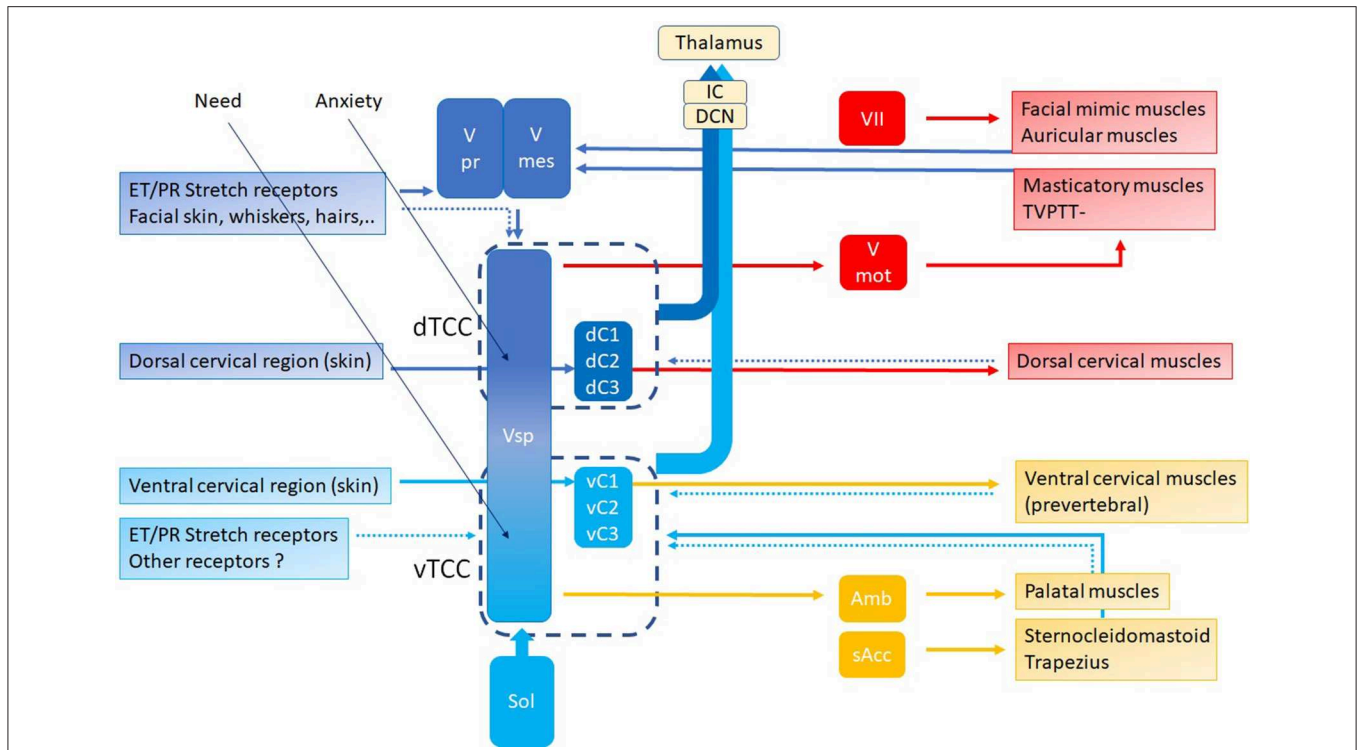 Thalamus
Need
Anxiety
IC
DCN
V
pr
V
mes
VII
Facial mimic muscles
Auricular muscles
ET/PR Stretch receptors
Facial skin, whiskers, hairs,..
Masticatory muscles
TVPTT-
V
mot
dTCC
dC1
dC2
dC3
Dorsal cervical region (skin)
Dorsal cervical muscles
Vsp
Ventral cervical region (skin)
vC1
vC2
vC3
Ventral cervical muscles
(prevertebral)
ET/PR Stretch receptors
Other receptors ?
vTCC
Amb
Palatal muscles
sAcc
Sternocleidomastoid
Trapezius
Sol